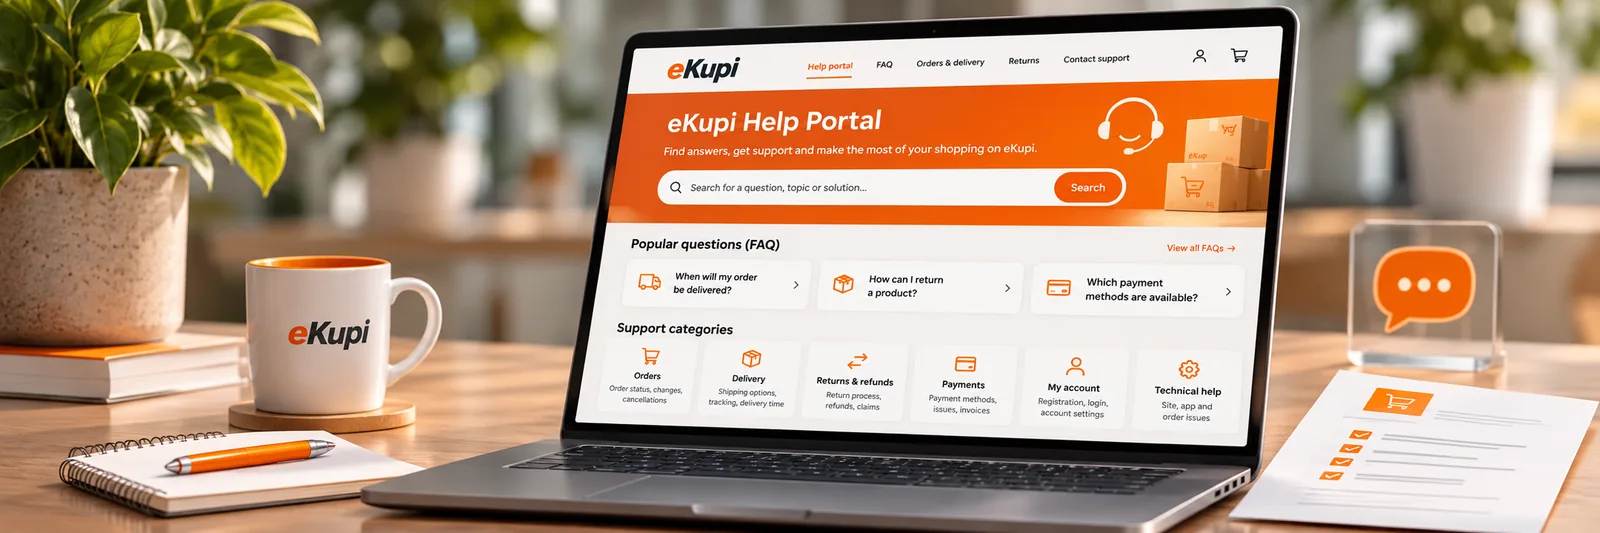 eKupi
Help portal
FAQ
Orders & delivery
Returns
Contact support
eKupi Help Portal
Find answers, get support and make the most of your shopping on eKupi.
Search for a question, topic or solution...
Search
Popular questions (FAQ)
View all FAQs →
When will my order
be delivered?
How can I return
a product?
Which payment
methods are available?
Support categories
Orders
Order status, changes,
cancellations
Delivery
Shipping options,
tracking, delivery time
Returns & refunds
Return process,
refunds, claims
Payments
Payment methods,
issues, invoices
My account
Registration, login,
account settings
Technical help
Site, app and
order issues
eKupi